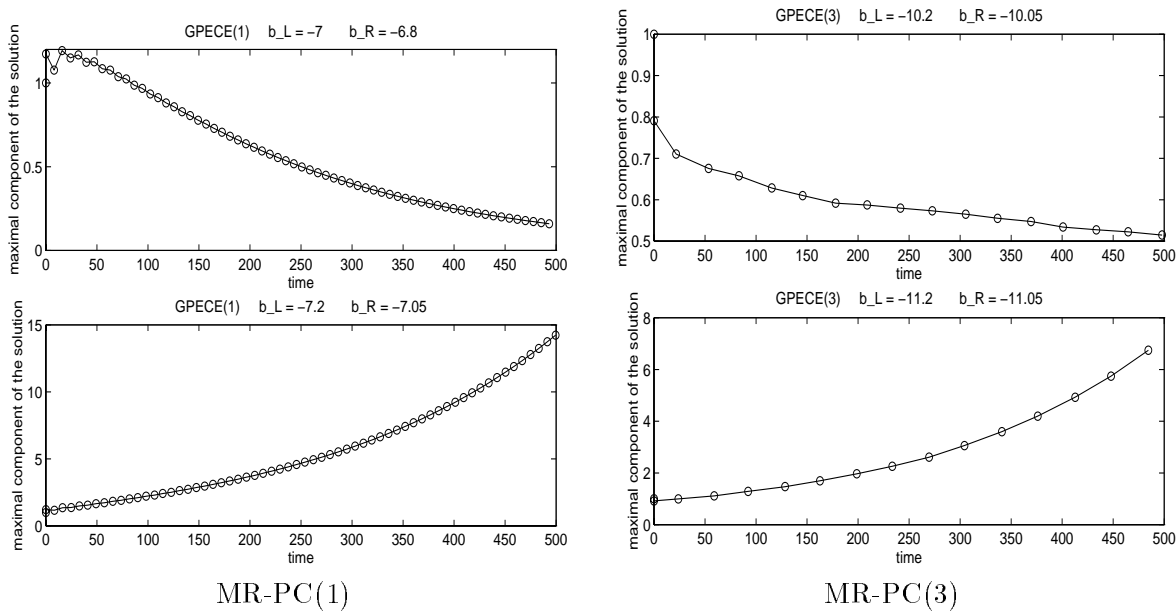 GPECE(1) b_L = −7 b_R = −6.8
maximal component of the solution
1
0.5
0
0 50 100 150 200 250 300 350 400 450 500
time
GPECE(3) b_L = −10.2 b_R = −10.05
maximal component of the solution
1
0.9
0.8
0.7
0.6
0.5
0 50 100 150 200 250 300 350 400 450 500
time
GPECE(1) b_L = −7.2 b_R = −7.05
maximal component of the solution
15
10
5
0
0 50 100 150 200 250 300 350 400 450 500
time
GPECE(3) b_L = −11.2 b_R = −11.05
maximal component of the solution
8
6
4
2
0
0 50 100 150 200 250 300 350 400 450 500
time
MR-PC(1)
MR-PC(3)